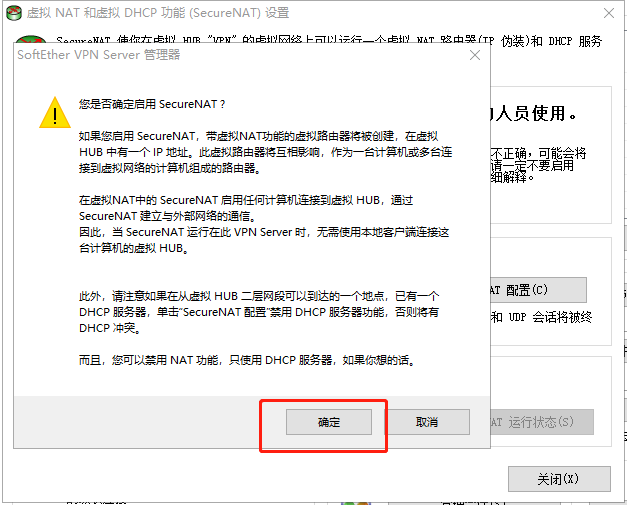 虚拟 NAT 和虚拟 DHCP 功能 (SecureNAT) 设置
SecureNAT 使你在虚拟 HUB "VPN" 的虚拟网络上可以运行一个虚拟 NAT 路由器(IP 伪装)和 DHCP 服务
SoftEther VPN Server 管理器
您是否确定启用 SecureNAT？
人员使用。
如果您启用 SecureNAT，带虚拟NAT功能的虚拟路由器将被创建，在虚拟
HUB 中有一个 IP 地址。此虚拟路由器将互相影响，作为一台计算机或多台连
接到虚拟网络的计算机组成的路由器。
不正确，可能会将
请一定不要启用
细解释。
在虚拟NAT中的 SecureNAT 启用任何计算机连接到虚拟 HUB，通过
SecureNAT 建立与外部网络的通信。
因此，当 SecureNAT 运行在此 VPN Server 时，无需使用本地客户端连接这
台计算机的虚拟 HUB。
此外，请注意如果在从虚拟 HUB 二层网段可以到达的一个地点，已有一个
DHCP 服务器，单击"SecureNAT 配置"禁用 DHCP 服务器功能，否则将有
DHCP 冲突。
AT 配置(C)
和 UDP 会话将被终
而且，您可以禁用 NAT 功能，只使用 DHCP 服务器，如果你想的话。
确定
取消
AT 运行状态(S)
关闭(X)